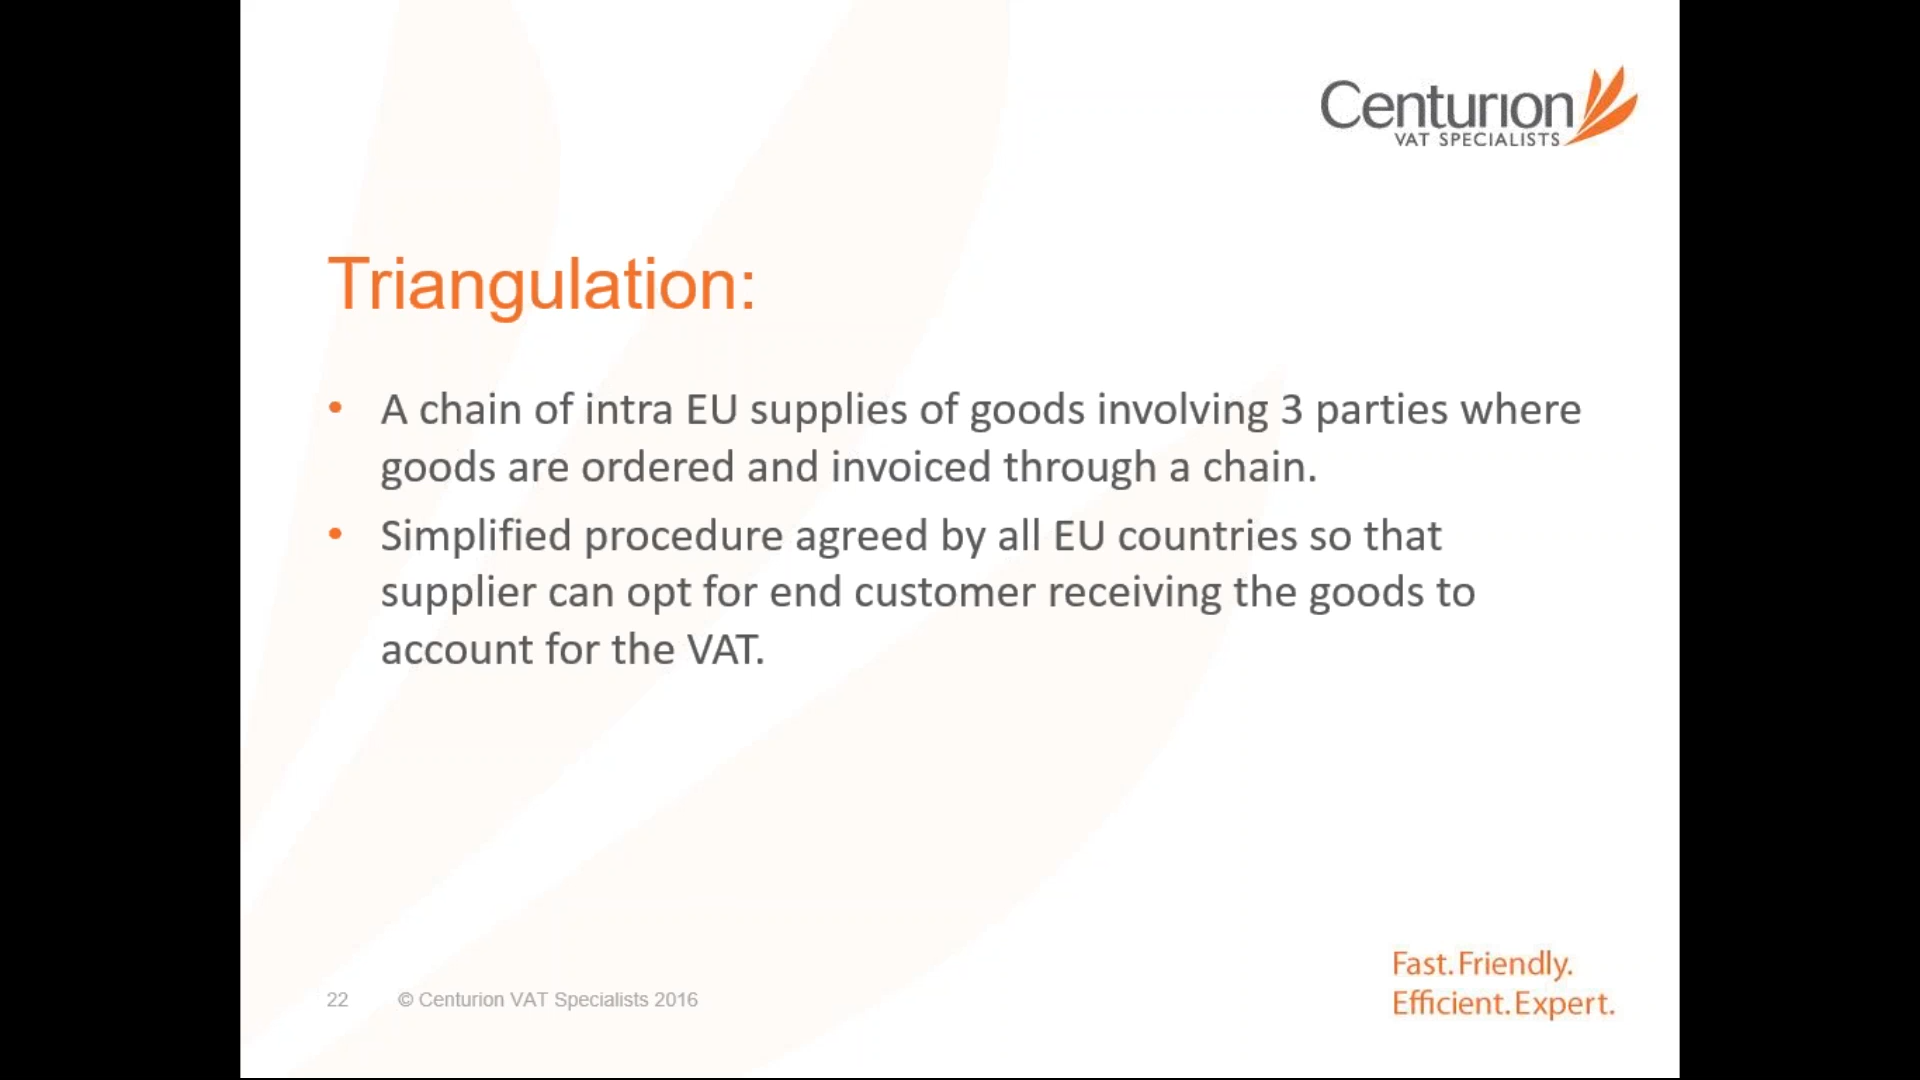 Centurion
VAT SPECIALISTS
Triangulation:
• A chain of intra EU supplies of goods involving 3 parties where
goods are ordered and invoiced through a chain.
• Simplified procedure agreed by all EU countries so that
supplier can opt for end customer receiving the goods to
account for the VAT.
Fast. Friendly.
Efficient. Expert.
22 © Centurion VAT Specialists 2016